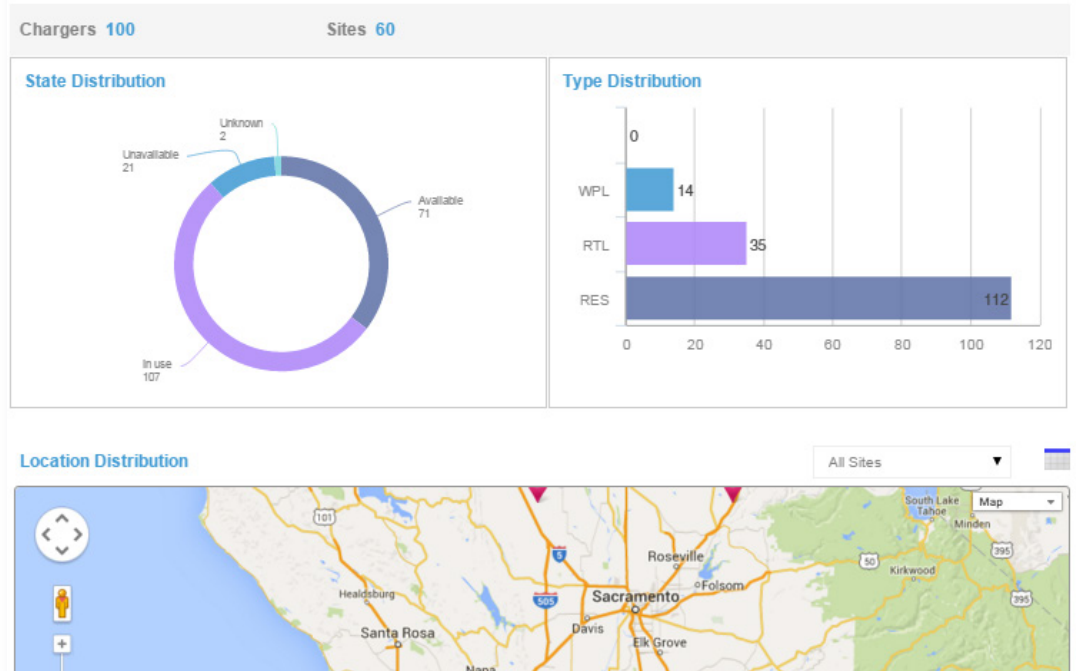 Chargers 100 Sites 60
State Distribution
Unknown
2
Unavailable
21
Available
71
In use
107
Type Distribution
0
WPL 14
RTL 35
RES 112
0 20 40 60 80 100 120
Location Distribution
All Sites
Map
South Lake
Tahoe
Minden
101
5
Roseville
50
395
Kirkwood
Folsom
Healdsburg
505
Sacramento
395
Davis
Santa Rosa
Elk Grove
Napa